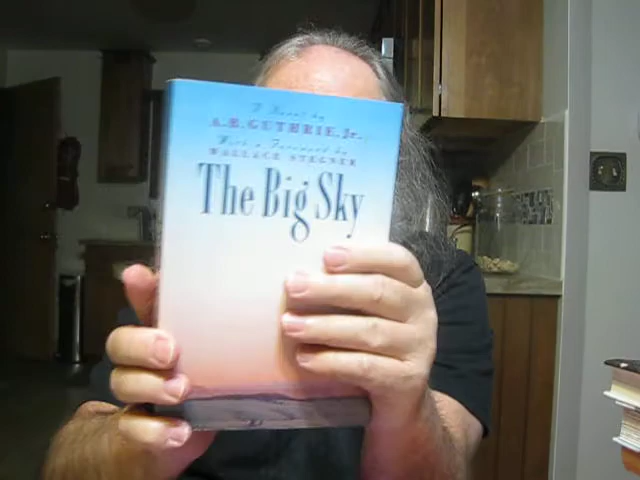 A Novel by
A.B. GUTHRIE, Jr.
With a Foreword by
WALLACE STEGNER
The Big Sky